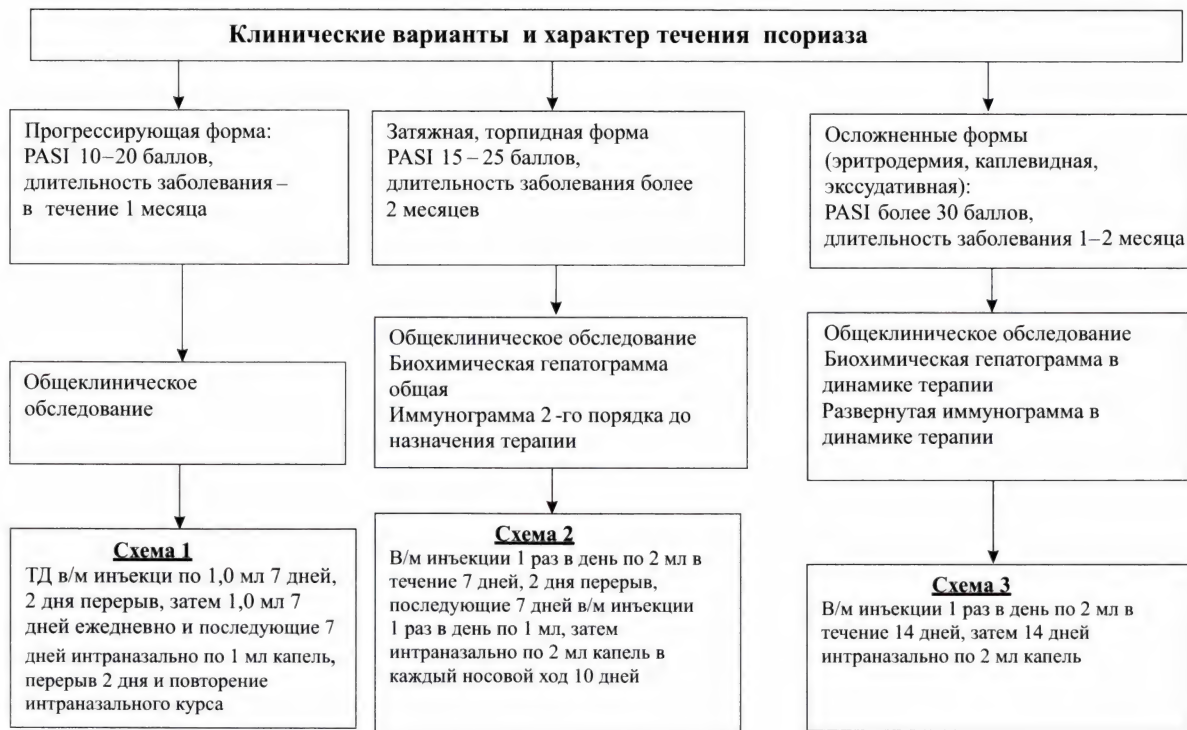 Клинические варианты и характер течения псориаза
Прогрессирующая форма:
PASI 10–20 баллов,
длительность заболевания –
в течение 1 месяца
Затяжная, торпидная форма
PASI 15–25 баллов,
длительность заболевания более
2 месяцев
Осложненные формы
(эритродермия, каплевидная,
экссудативная):
PASI более 30 баллов,
длительность заболевания 1–2 месяца
Общеклиническое
обследование
Общеклиническое обследование
Биохимическая гепатограмма
общая
Иммунограмма 2-го порядка до
назначения терапии
Общеклиническое обследование
Биохимическая гепатограмма в
динамике терапии
Развернутая иммунограмма в
динамике терапии
Схема 1
ТД в/м инъекци по 1,0 мл 7 дней,
2 дня перерыв, затем 1,0 мл 7
дней ежедневно и последующие 7
дней интраназально по 1 мл капель,
перерыв 2 дня и повторение
интраназального курса
Схема 2
В/м инъекции 1 раз в день по 2 мл в
течение 7 дней, 2 дня перерыв,
последующие 7 дней в/м инъекции
1 раз в день по 1 мл, затем
интраназально по 2 мл капель в
каждый носовой ход 10 дней
Схема 3
В/м инъекции 1 раз в день по 2 мл в
течение 14 дней, затем 14 дней
интраназально по 2 мл капель